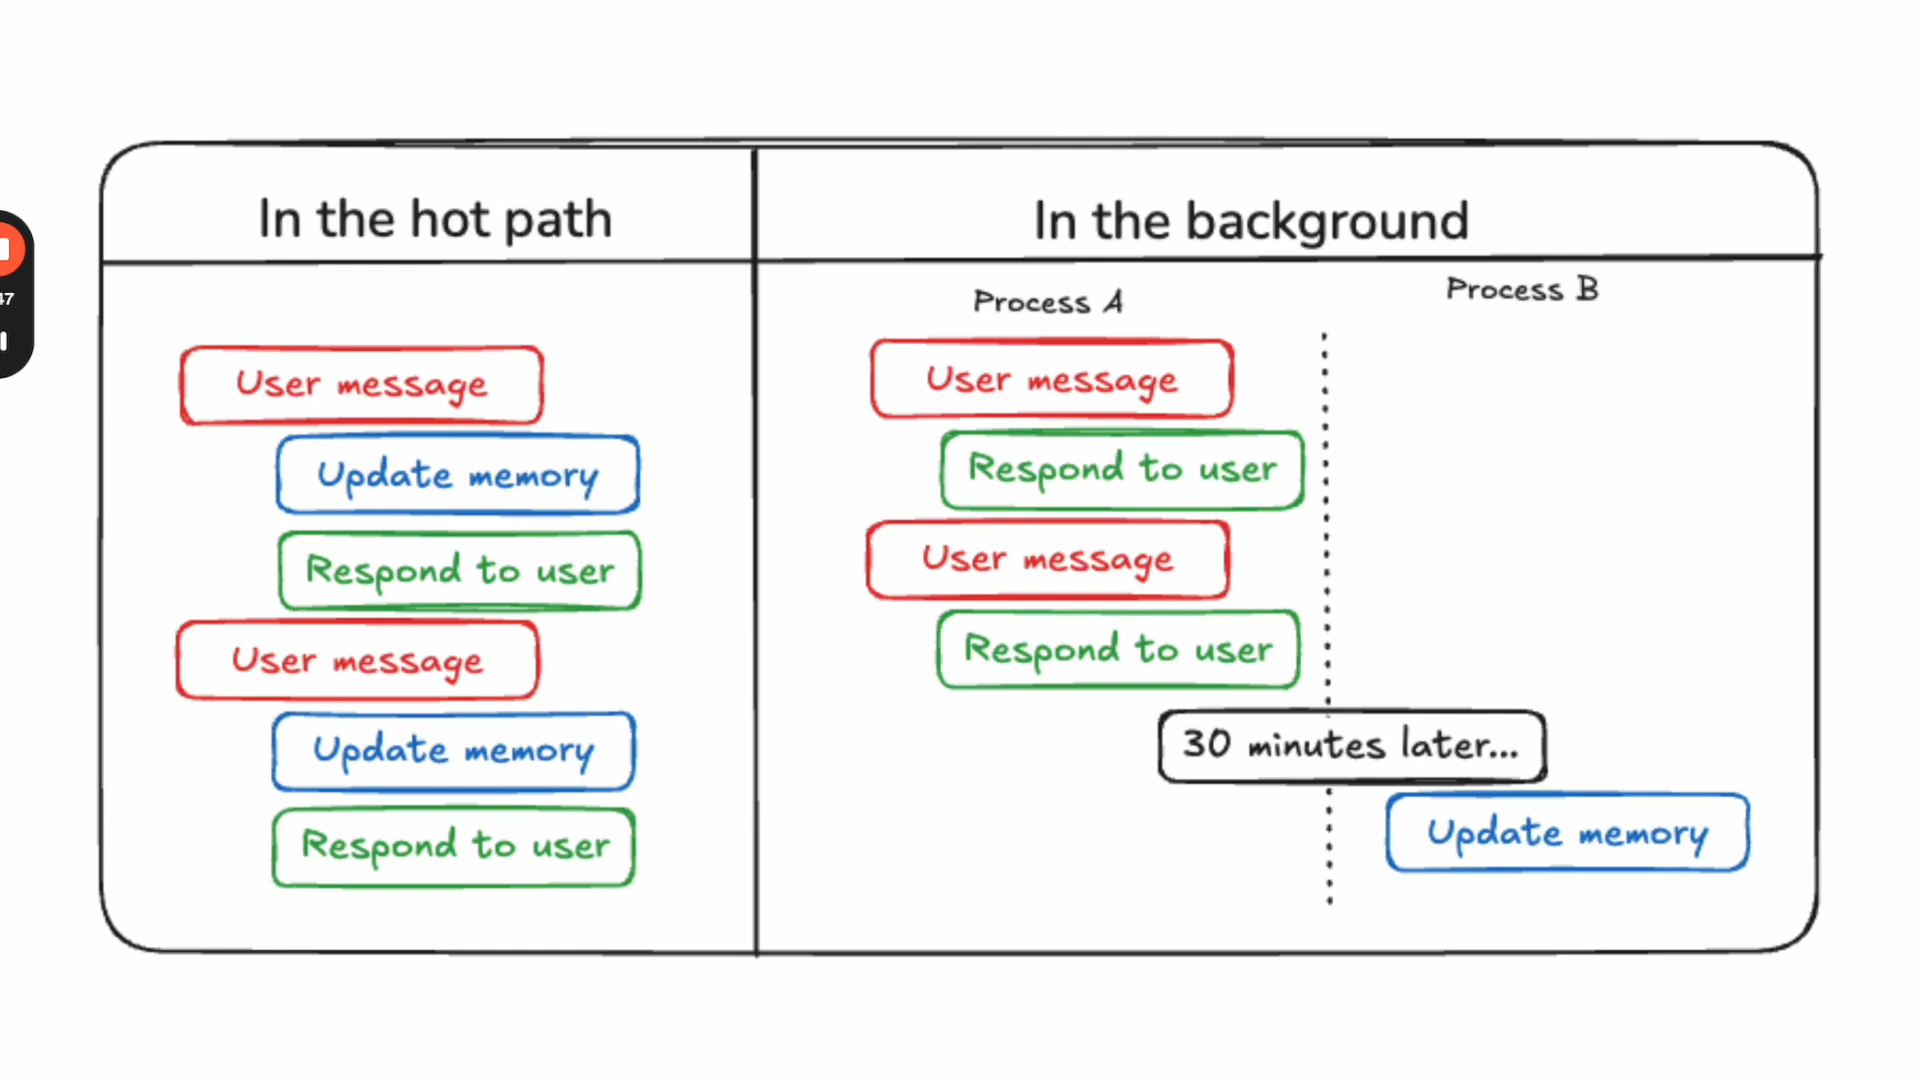 In the hot path
In the background
47
Process A
Process B
User message
Update memory
Respond to user
User message
Update memory
Respond to user
User message
Respond to user
User message
Respond to user
30 minutes later...
Update memory